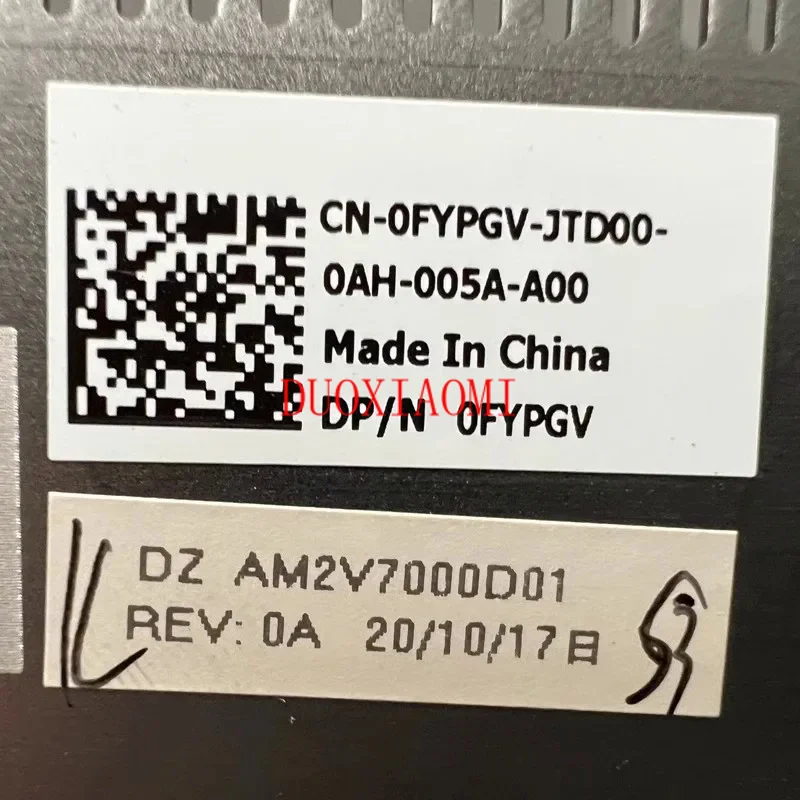 CN-0FYPGV-JTD00-
0AH-005A-A00
Made In China
DUOXIAOMI
DP/N 0FYPGV
DZ AM2V7000D01
REV: 0A 20/10/17日